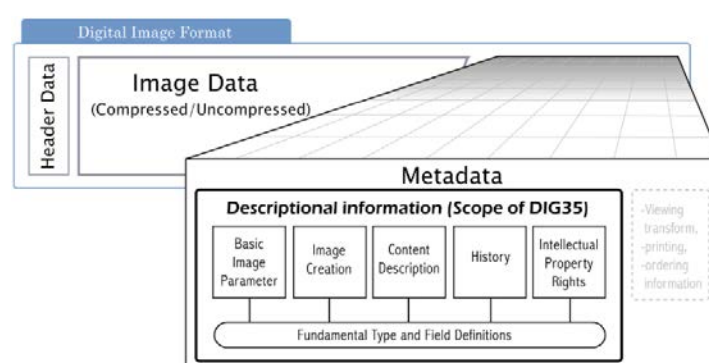 Digital Image Format
Header Data
Image Data
(Compressed/Uncompressed)
Metadata
Descriptional information (Scope of DIG35)
Basic
Image
Parameter
Image
Creation
Content
Description
History
Intellectual
Property
Rights
Fundamental Type and Field Definitions
-Viewing
transform,
-printing,
-ordering
information